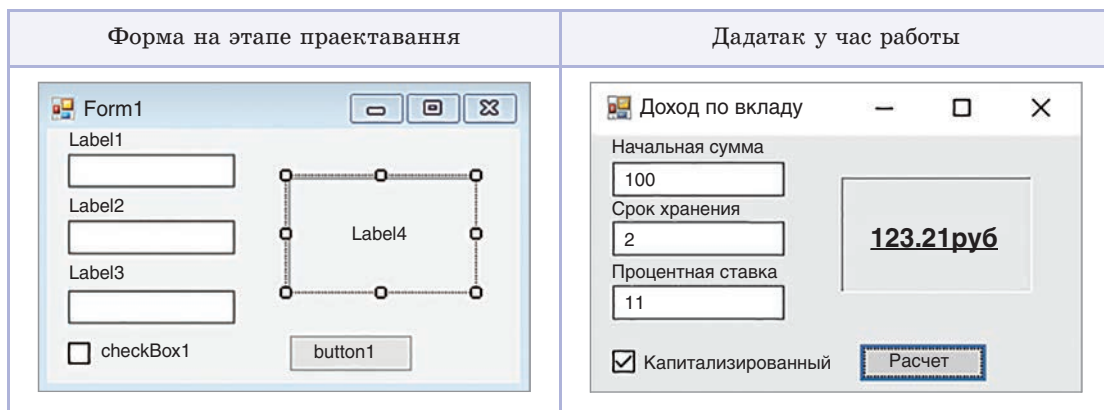 Форма на этапе праектавання
Дадатак у час работы
Form1
Label1
Label2
Label3
Label4
checkBox1
button1
Доход по вкладу
Начальная сумма
100
Срок хранения
2
Процентная ставка
11
123.21руб
Капитализированный
Расчет